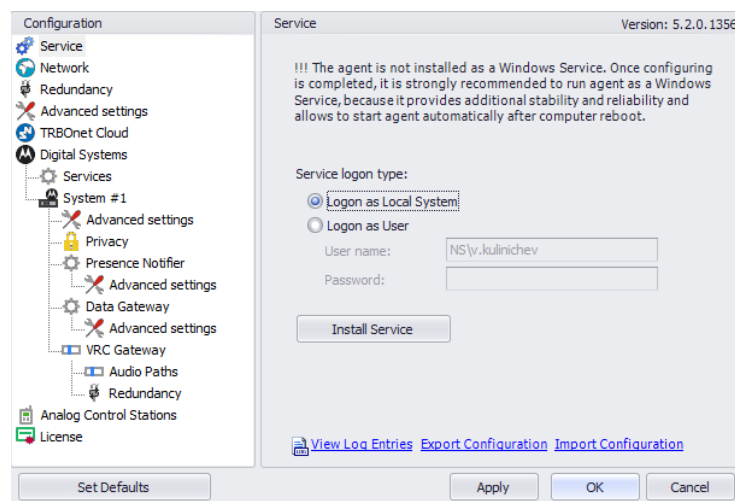 Configuration
Service
Network
Redundancy
Advanced settings
TRBOnet Cloud
Digital Systems
Services
System #1
Advanced settings
Privacy
Presence Notifier
Advanced settings
Data Gateway
Advanced settings
VRC Gateway
Audio Paths
Redundancy
Analog Control Stations
License
Service Version: 5.2.0.1356
!!! The agent is not installed as a Windows Service. Once configuring
is completed, it is strongly recommended to run agent as a Windows
Service, because it provides additional stability and reliability and
allows to start agent automatically after computer reboot.
Service logon type:
Logon as Local System
Logon as User
User name: NS\v.kulinichev
Password:
Install Service
View Log Entries Export Configuration Import Configuration
Set Defaults Apply OK Cancel